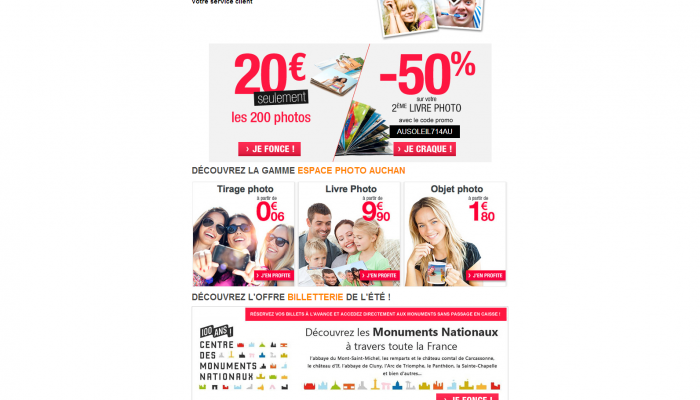 Votre service client
20€
seulement
les 200 photos
› JE FONCE !
-50%
sur votre
2ÈME LIVRE PHOTO
avec le code promo
AUSOLEIL714AU
› JE CRAQUE !
DÉCOUVREZ LA GAMME ESPACE PHOTO AUCHAN
Tirage photo
à partir de
0€06
› J'EN PROFITE
Livre Photo
à partir de
9€90
› J'EN PROFITE
Objet photo
à partir de
1€80
› J'EN PROFITE
DÉCOUVREZ L'OFFRE BILLETTERIE DE L'ÉTÉ !
RÉSERVEZ VOS BILLETS À L'AVANCE ET ACCEDEZ DIRECTEMENT AUX MONUMENTS SANS PASSAGE EN CAISSE !
100 ANS !
CENTRE
DES
MONUMENTS
NATIONAUX
Découvrez les Monuments Nationaux
à travers toute la France
l'abbaye du Mont-Saint-Michel, les remparts et le château comtal de Carcassonne,
le château d'If, l'abbaye de Cluny, l'Arc de Triomphe, le Panthéon, la Sainte-Chapelle
et bien d'autres...
› JE FONCE !